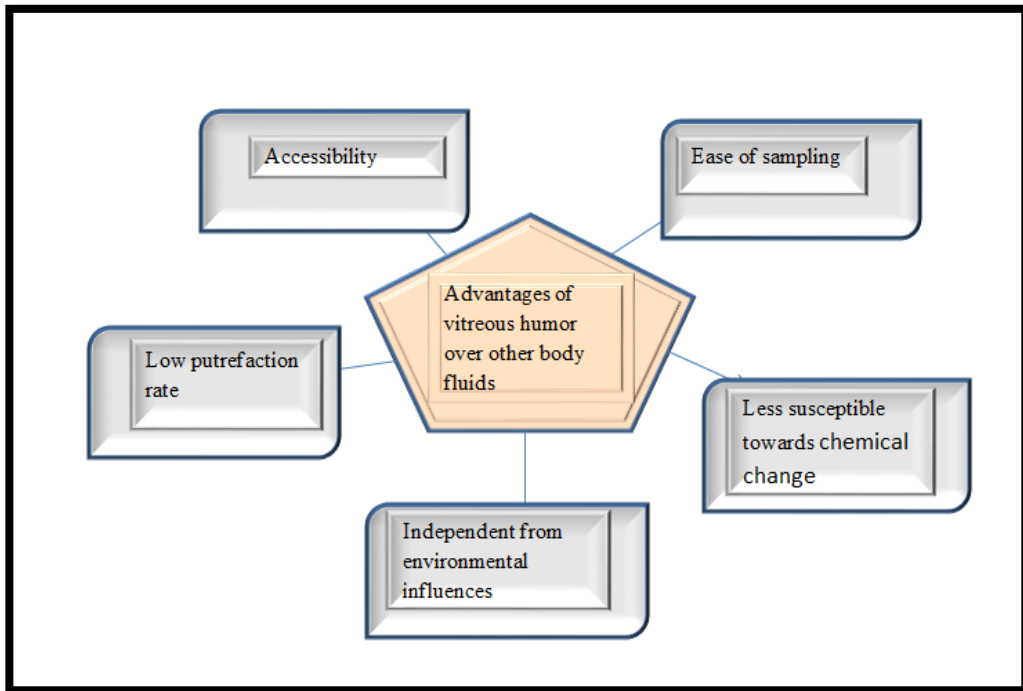 Accessibility
Ease of sampling
Advantages of
vitreous humor
over other body
fluids
Low putrefaction
rate
Less susceptible
towards chemical
change
Independent from
environmental
influences